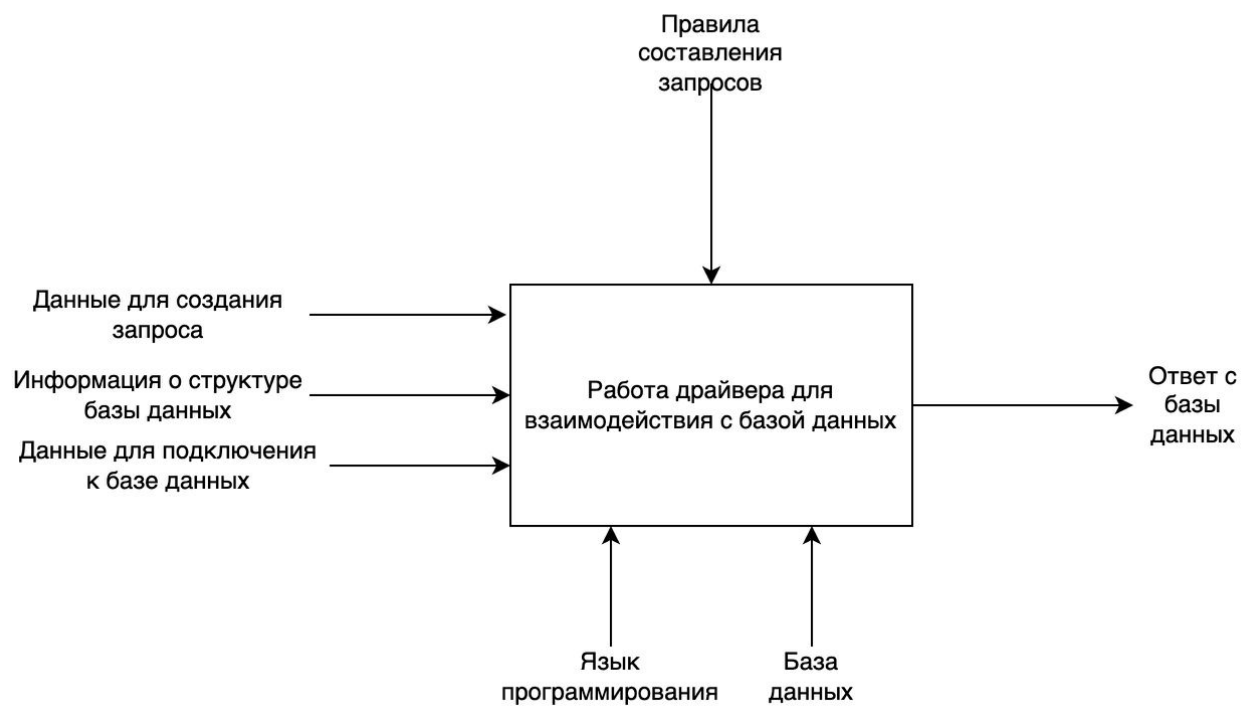 Правила
составления
запросов
Данные для создания
запроса
Информация о структуре
базы данных
Данные для подключения
к базе данных
Работа драйвера для
взаимодействия с базой данных
Ответ с
базы
данных
Язык
программирования
База
данных